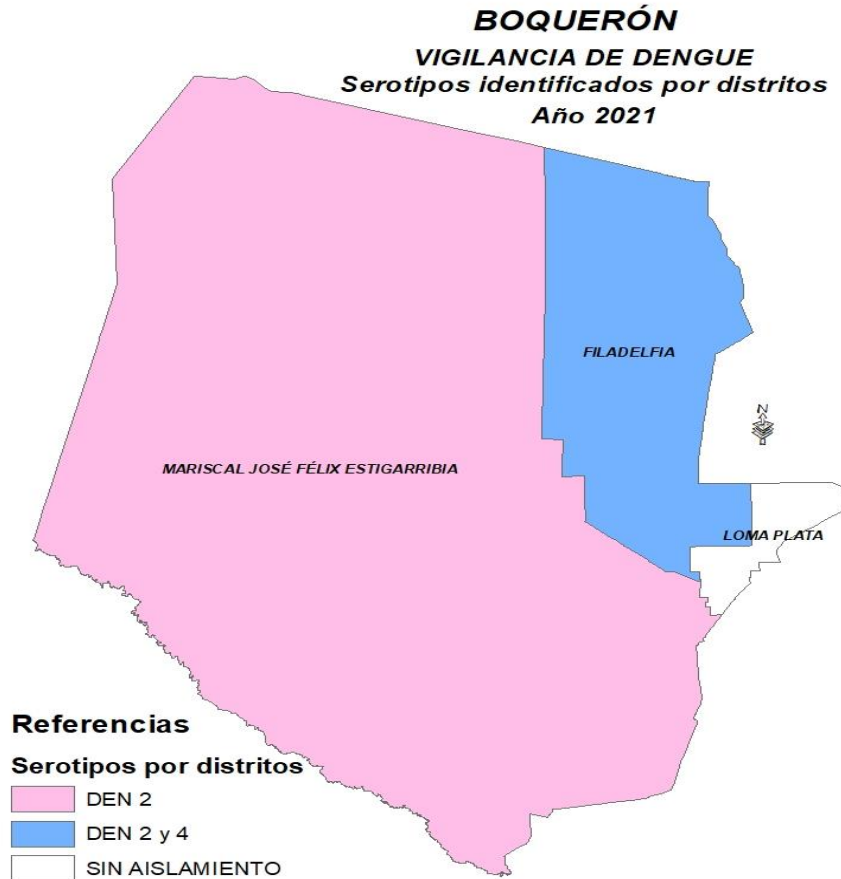 BOQUERÓN
VIGILANCIA DE DENGUE
Serotipos identificados por distritos
Año 2021
FILADELFIA
N
MARISCAL JOSÉ FÉLIX ESTIGARRIBIA
LOMA PLATA
Referencias
Serotipos por distritos
DEN 2
DEN 2 y 4
SIN AISLAMIENTO